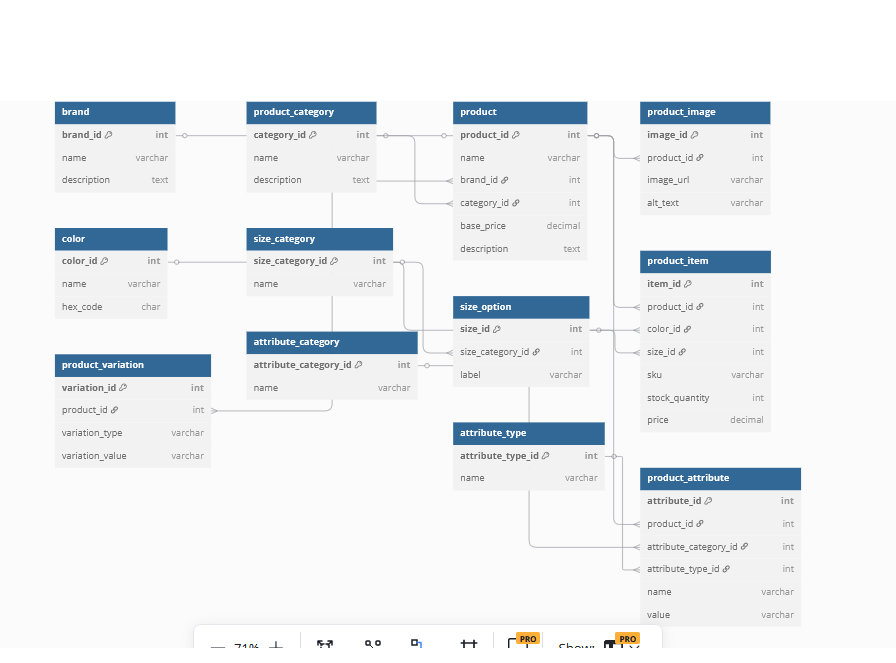 brand
brand_id int
name varchar
description text
product_category
category_id int
name varchar
description text
product
product_id int
name varchar
brand_id int
category_id int
base_price decimal
description text
product_image
image_id int
product_id int
image_url varchar
alt_text varchar
color
color_id int
name varchar
hex_code char
size_category
size_category_id int
name varchar
product_item
item_id int
product_id int
color_id int
size_id int
sku varchar
stock_quantity int
price decimal
size_option
size_id int
size_category_id int
label varchar
attribute_category
attribute_category_id int
name varchar
product_variation
variation_id int
product_id int
variation_type varchar
variation_value varchar
attribute_type
attribute_type_id int
name varchar
product_attribute
attribute_id int
product_id int
attribute_category_id int
attribute_type_id int
name varchar
value varchar
PRO
PRO
71%
Show: